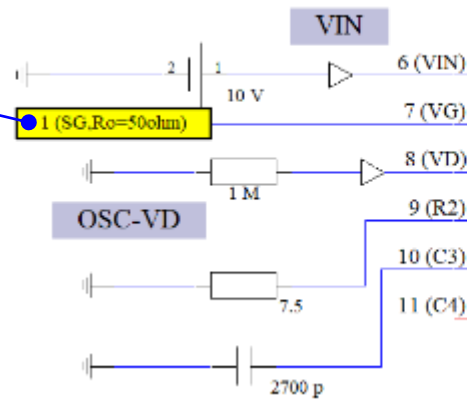 VIN
2 1 6 (VIN)
10 V
1 (SG,Ro=50ohm) 7 (VG)
8 (VD)
1 M
9 (R2)
OSC-VD
10 (C3)
7.5 11 (C4)
2700 p